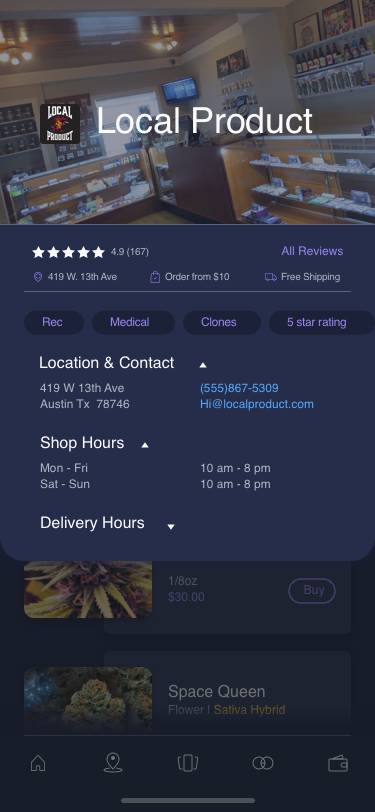 LOCAL
PRODUCT
Local Product
4.9 (167)
All Reviews
419 W. 13th Ave
Order from $10
Free Shipping
Rec
Medical
Clones
5 star rating
Location & Contact
419 W 13th Ave
(555)867-5309
Austin Tx 78746
Hi@localproduct.com
Shop Hours
Mon - Fri
10 am - 8 pm
Sat - Sun
10 am - 8 pm
Delivery Hours
1/8oz
$30.00
Buy
Space Queen
Flower | Sativa Hybrid